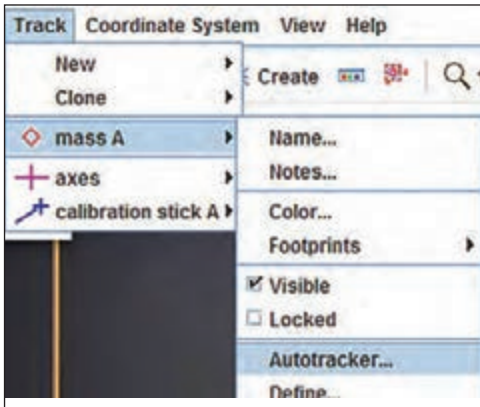 Track Coordinate System View Help
New
Clone
Create
mass A
axes
calibration stick A
Name...
Notes...
Color...
Footprints
Visible
Locked
Autotracker...
Define...